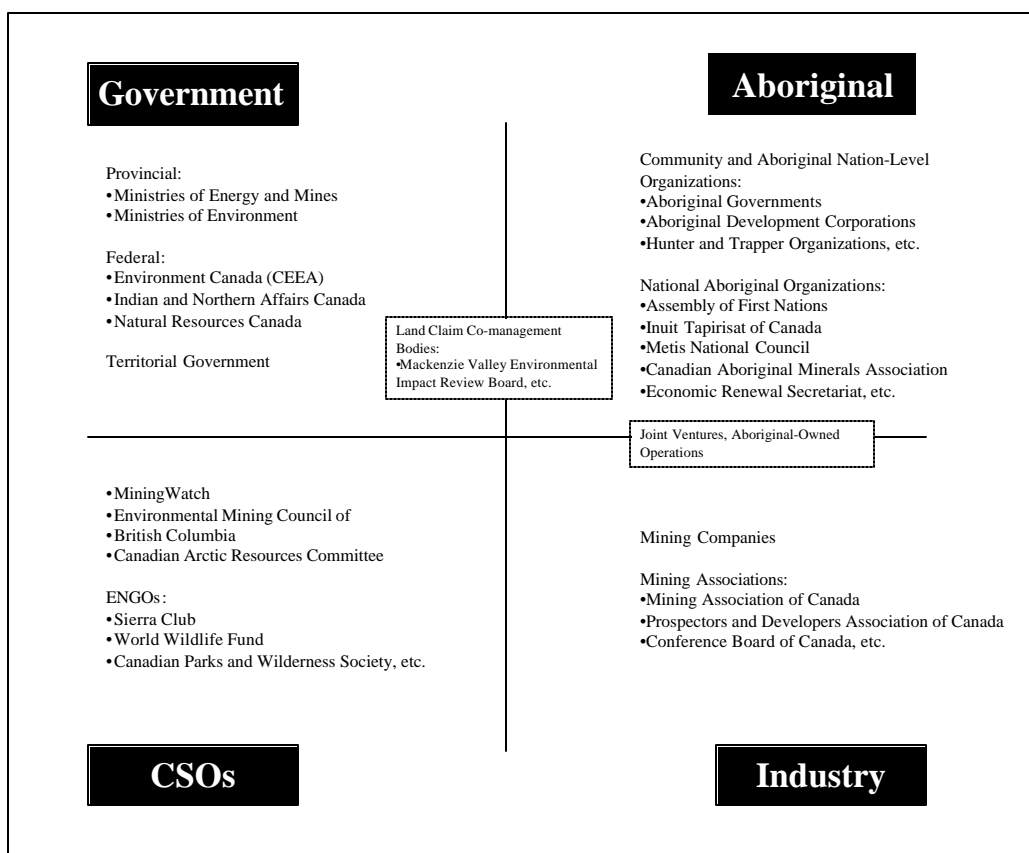 Government
Provincial:
•Ministries of Energy and Mines
•Ministries of Environment
Federal:
•Environment Canada (CEEA)
•Indian and Northern Affairs Canada
•Natural Resources Canada
Territorial Government
Aboriginal
Community and Aboriginal Nation-Level
Organizations:
•Aboriginal Governments
•Aboriginal Development Corporations
•Hunter and Trapper Organizations, etc.
National Aboriginal Organizations:
•Assembly of First Nations
•Inuit Tapirisat of Canada
•Metis National Council
•Canadian Aboriginal Minerals Association
•Economic Renewal Secretariat, etc.
Land Claim Co-management
Bodies:
•Mackenzie Valley Environmental
Impact Review Board, etc.
Joint Ventures, Aboriginal-Owned
Operations
•MiningWatch
•Environmental Mining Council of
•British Columbia
•Canadian Arctic Resources Committee
ENGOs:
•Sierra Club
•World Wildlife Fund
•Canadian Parks and Wilderness Society, etc.
CSOs
Mining Companies
Mining Associations:
•Mining Association of Canada
•Prospectors and Developers Association of Canada
•Conference Board of Canada, etc.
Industry